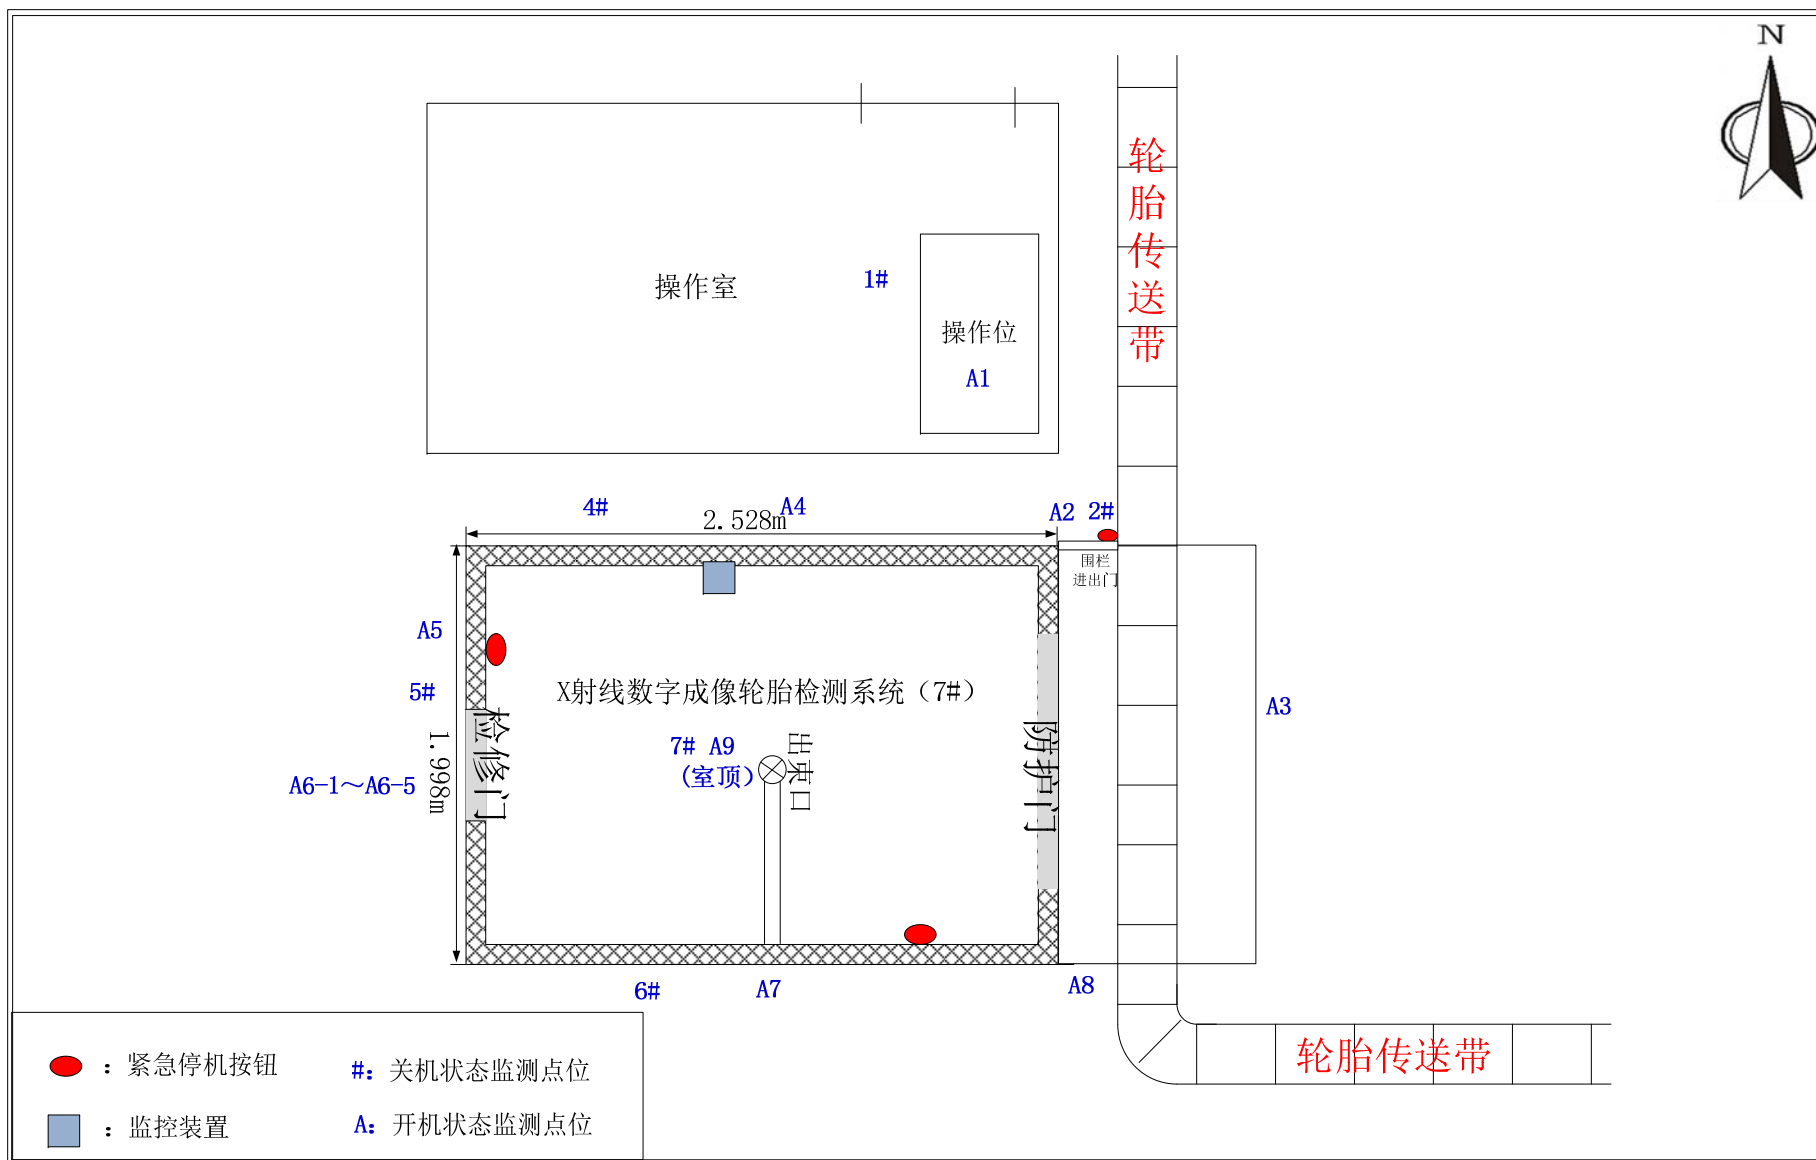 N
轮胎传送带
操作室
1#
操作位
A1
4#
A4
2.528m
A2 2#
围栏
进出门
A5
5#
X射线数字成像轮胎检测系统（7#）
A3
检修门
1.998m
A6-1～A6-5
7# A9
(室顶)
出束口
防护门
6#
A7
A8
轮胎传送带
：紧急停机按钮
#：关机状态监测点位
：监控装置
A：开机状态监测点位